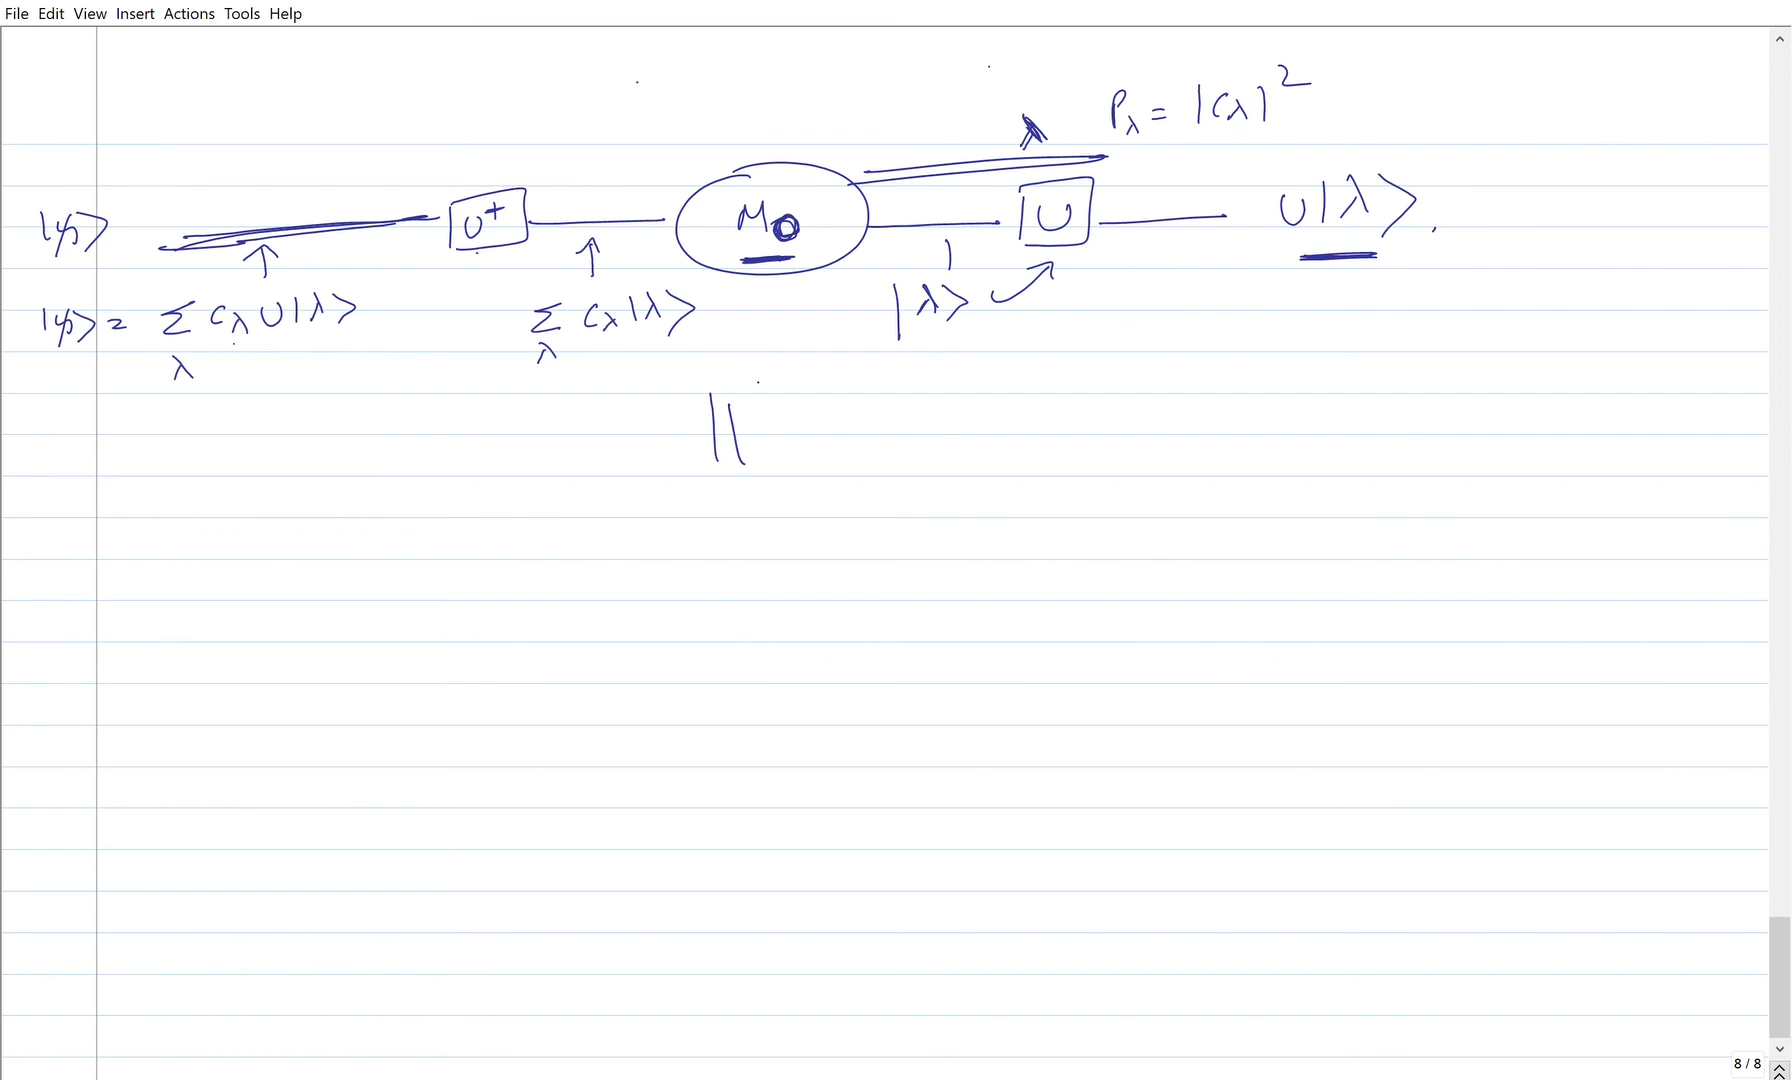 File Edit View Insert Actions Tools Help
λ P_λ = |C_λ|^2
|ψ⟩ U^† M_O U U|λ⟩.
|ψ⟩ = Σ_λ C_λ U|λ⟩ Σ_λ C_λ|λ⟩ |λ⟩
||
8 / 8